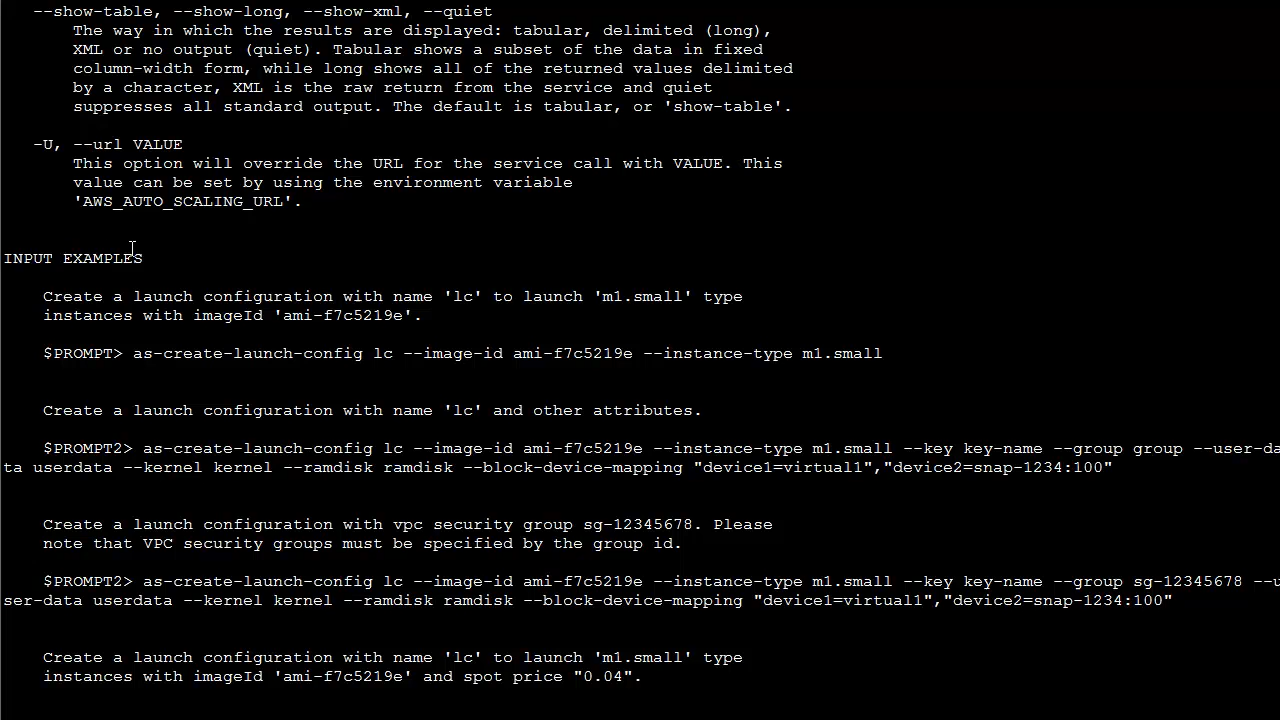 --show-table, --show-long, --show-xml, --quiet
The way in which the results are displayed: tabular, delimited (long),
XML or no output (quiet). Tabular shows a subset of the data in fixed
column-width form, while long shows all of the returned values delimited
by a character, XML is the raw return from the service and quiet
suppresses all standard output. The default is tabular, or 'show-table'.
-U, --url VALUE
This option will override the URL for the service call with VALUE. This
value can be set by using the environment variable
'AWS_AUTO_SCALING_URL'.
INPUT EXAMPLES
Create a launch configuration with name 'lc' to launch 'm1.small' type
instances with imageId 'ami-f7c5219e'.
$PROMPT> as-create-launch-config lc --image-id ami-f7c5219e --instance-type m1.small
Create a launch configuration with name 'lc' and other attributes.
$PROMPT2> as-create-launch-config lc --image-id ami-f7c5219e --instance-type m1.small --key key-name --group group --user-da
ta userdata --kernel kernel --ramdisk ramdisk --block-device-mapping "device1=virtual1","device2=snap-1234:100"
Create a launch configuration with vpc security group sg-12345678. Please
note that VPC security groups must be specified by the group id.
$PROMPT2> as-create-launch-config lc --image-id ami-f7c5219e --instance-type m1.small --key key-name --group sg-12345678 --u
ser-data userdata --kernel kernel --ramdisk ramdisk --block-device-mapping "device1=virtual1","device2=snap-1234:100"
Create a launch configuration with name 'lc' to launch 'm1.small' type
instances with imageId 'ami-f7c5219e' and spot price "0.04".